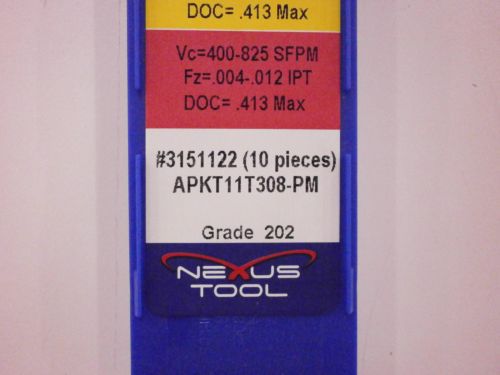 DOC= .413 Max
Vc=400-825 SFPM
Fz=.004-.012 IPT
DOC= .413 Max
#3151122 (10 pieces)
APKT11T308-PM
Grade 202
NEXUS
TOOL